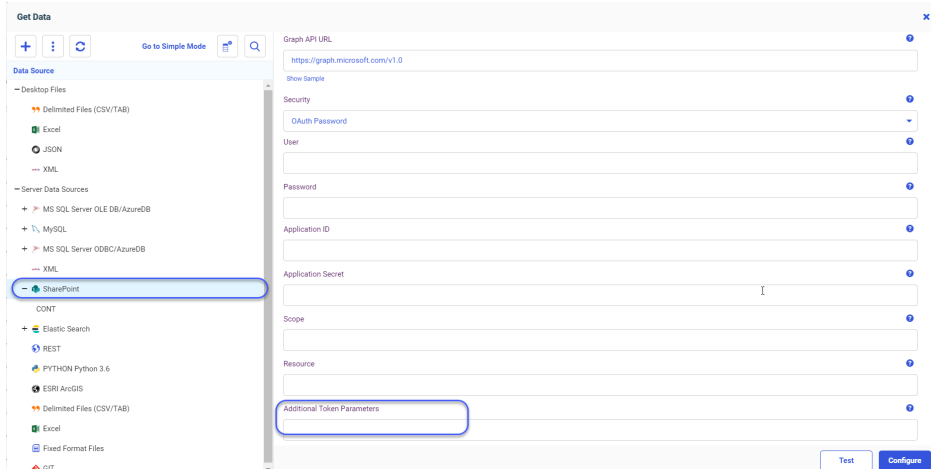 Get Data
Go to Simple Mode
Data Source
Desktop Files
Delimited Files (CSV/TAB)
Excel
JSON
XML
Server Data Sources
MS SQL Server OLE DB/AzureDB
MySQL
MS SQL Server ODBC/AzureDB
XML
SharePoint
CONT
Elastic Search
REST
PYTHON Python 3.6
ESRI ArcGIS
Delimited Files (CSV/TAB)
Excel
Fixed Format Files
GIT
Graph API URL
https://graph.microsoft.com/v1.0
Show Sample
Security
OAuth Password
User
Password
Application ID
Application Secret
Scope
Resource
Additional Token Parameters
Test
Configure